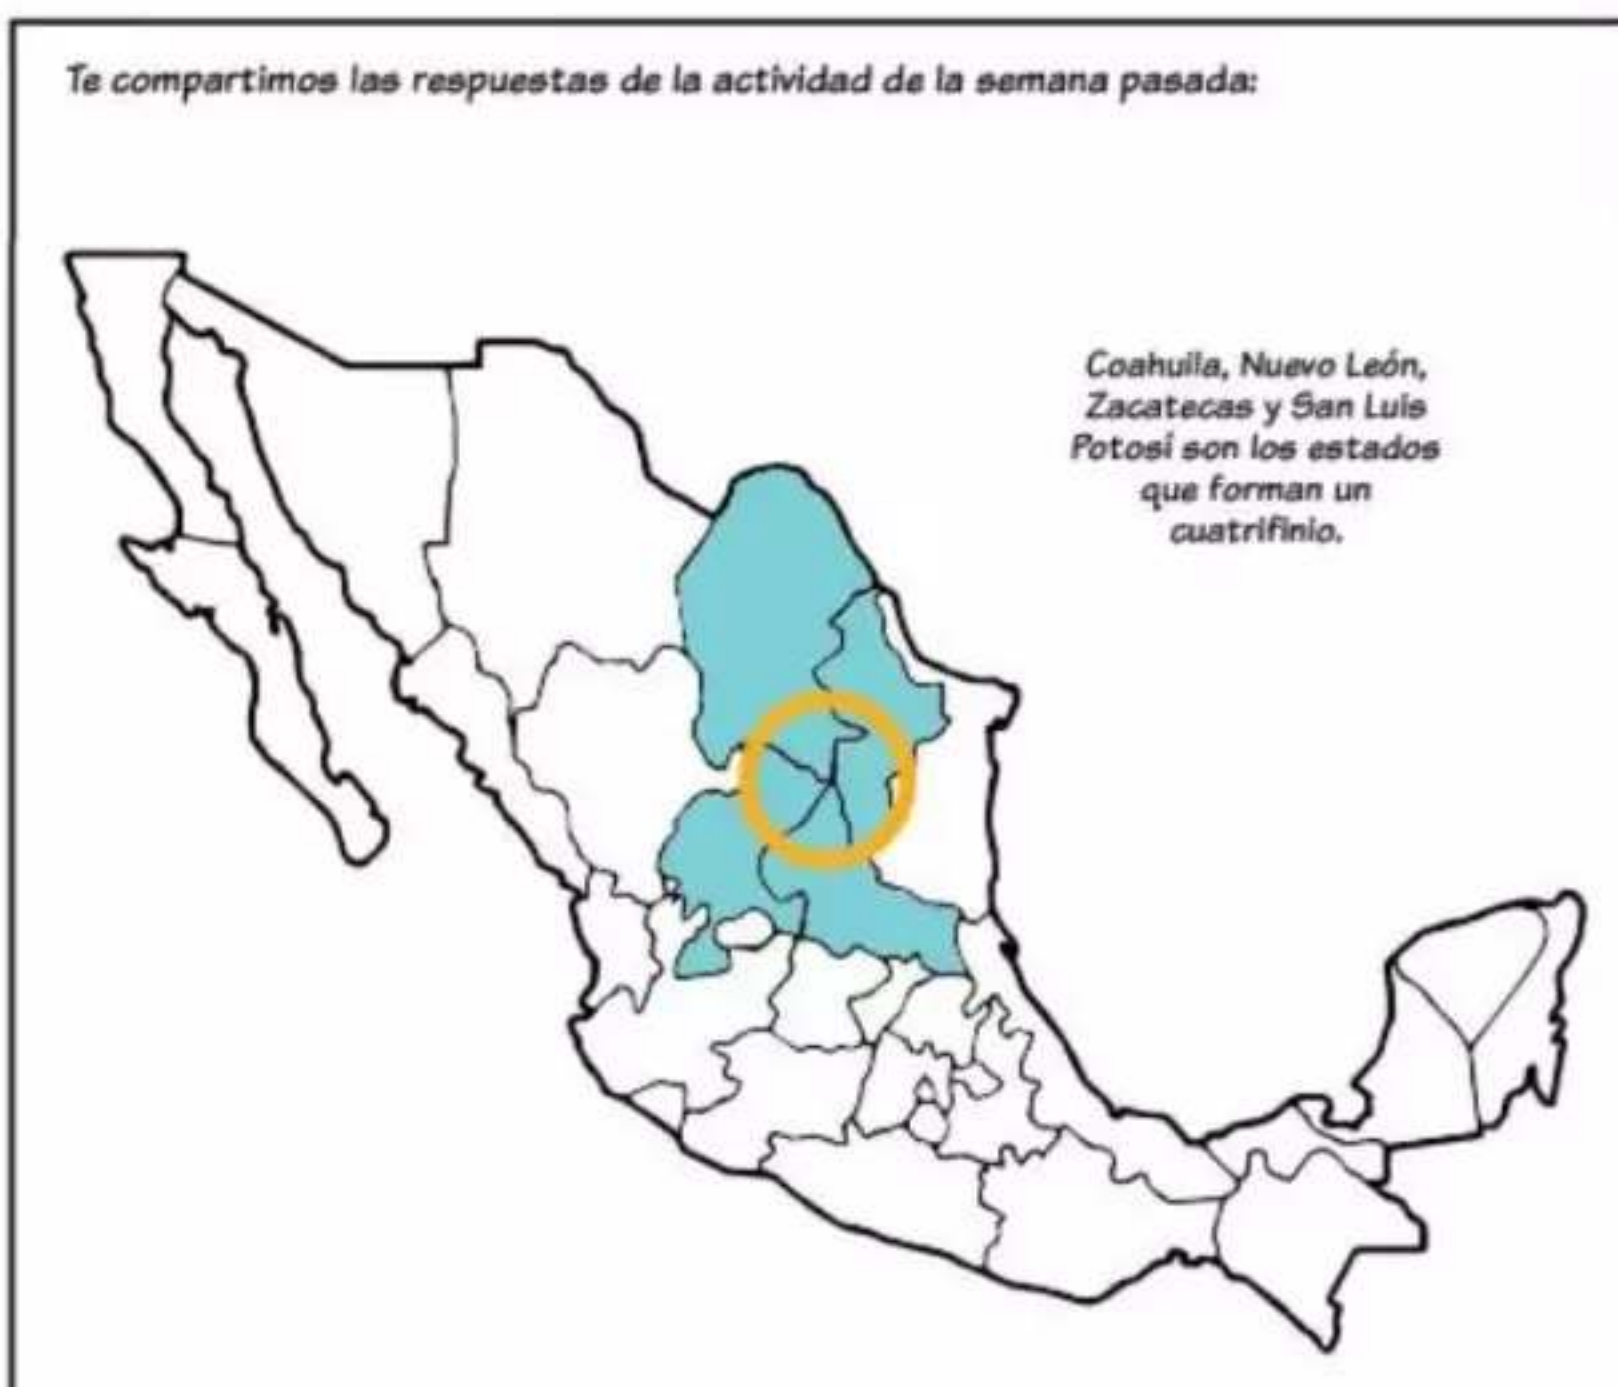 Te compartimos las respuestas de la actividad de la semana pasada:
Coahuila, Nuevo León,
Zacatecas y San Luis
Potosí son los estados
que forman un
cuatrifinio.